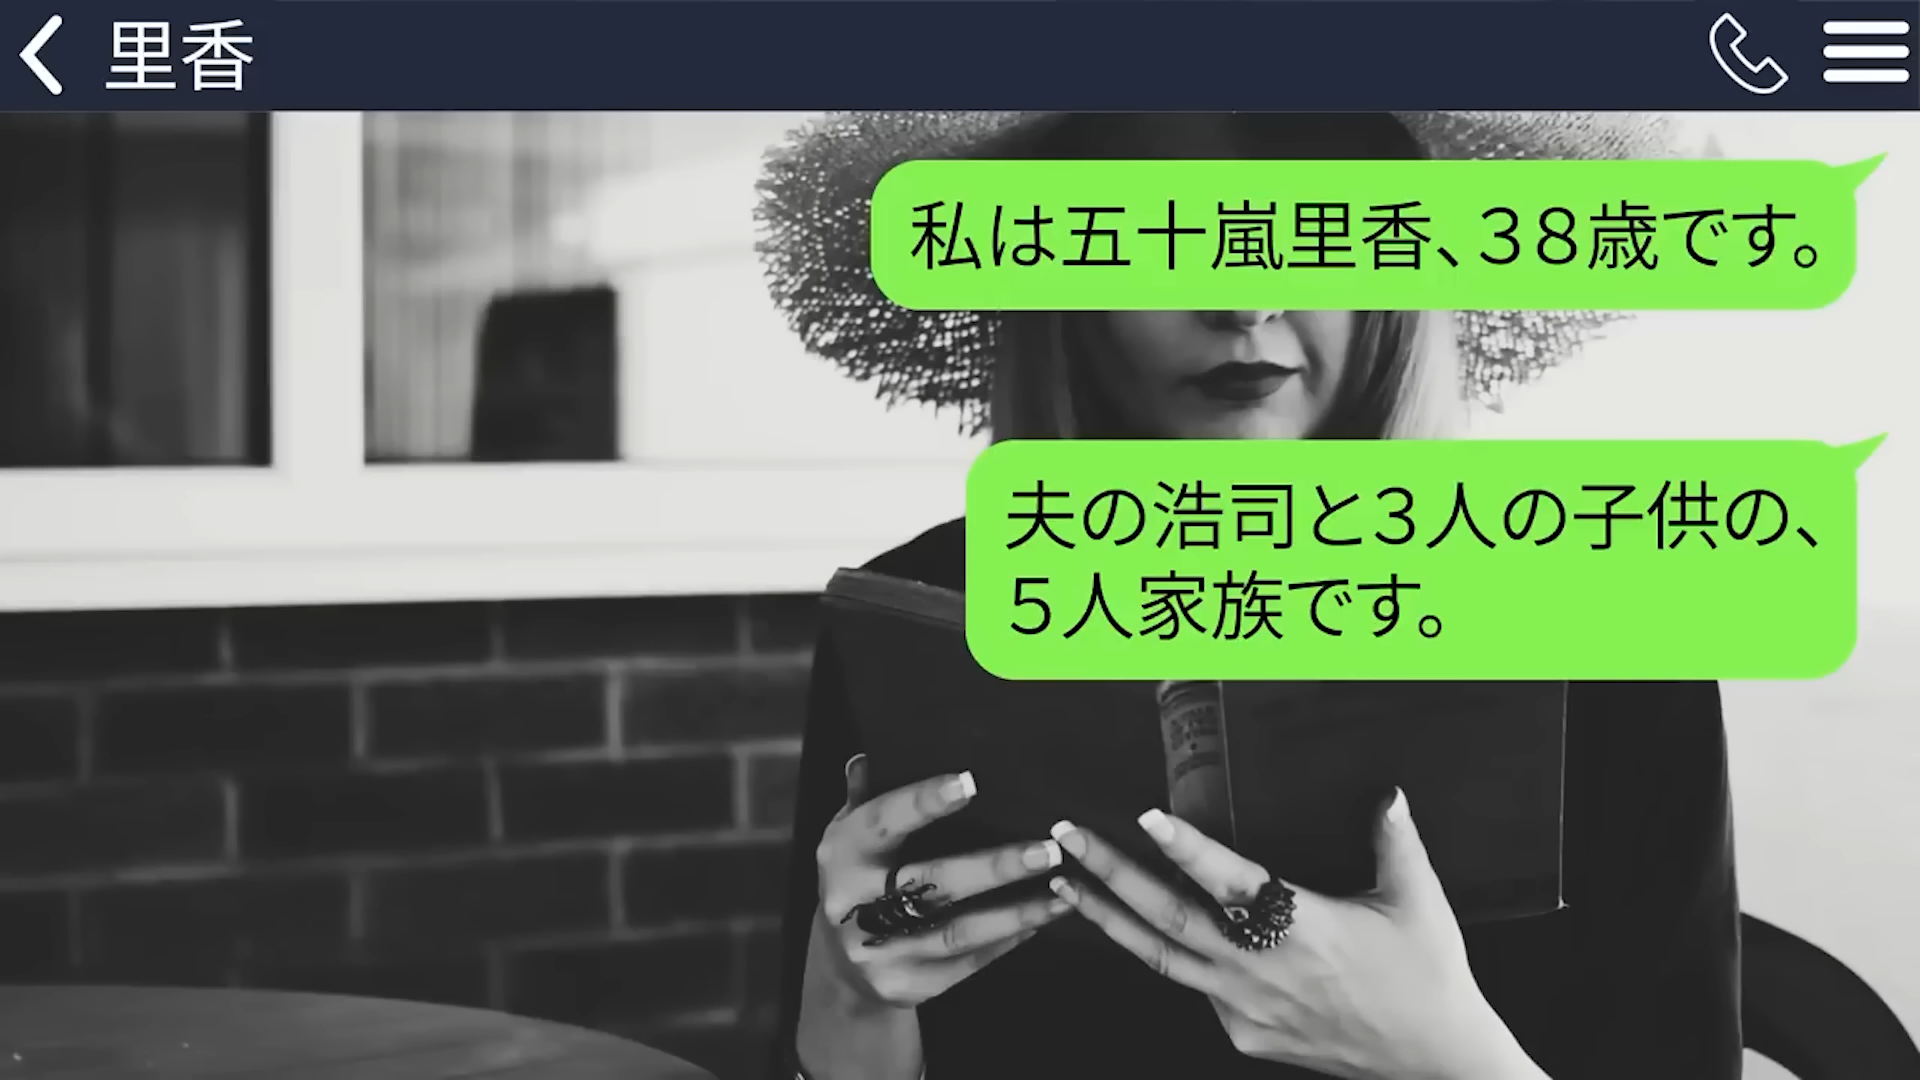 里香
私は五十嵐里香、３８歳です。
夫の浩司と３人の子供の、
５人家族です。